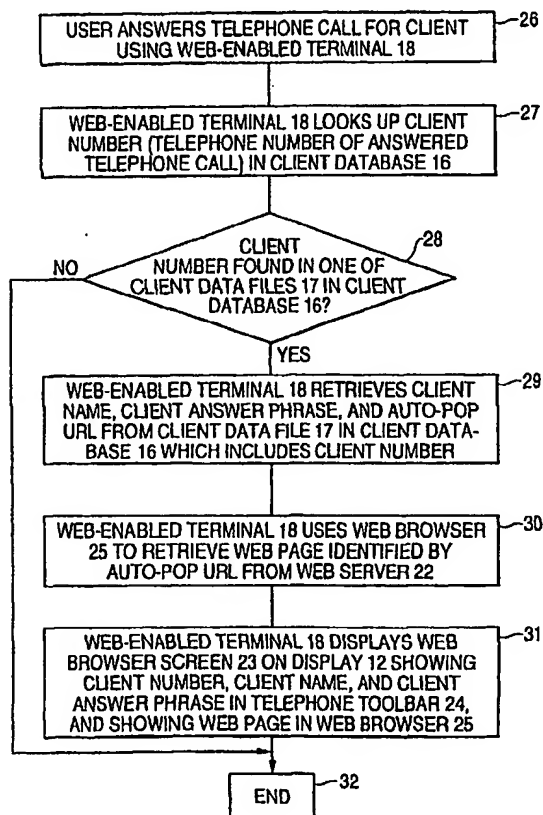 USER ANSWERS TELEPHONE CALL FOR CLIENT
USING WEB-ENABLED TERMINAL 18
26
WEB-ENABLED TERMINAL 18 LOOKS UP CLIENT
NUMBER (TELEPHONE NUMBER OF ANSWERED
TELEPHONE CALL) IN CLIENT DATABASE 16
27
CLIENT
NUMBER FOUND IN ONE OF
CLIENT DATA FILES 17 IN CLIENT
DATABASE 16?
28
NO
YES
WEB-ENABLED TERMINAL 18 RETRIEVES CLIENT
NAME, CLIENT ANSWER PHRASE, AND AUTO-POP
URL FROM CLIENT DATA FILE 17 IN CLIENT DATA-
BASE 16 WHICH INCLUDES CLIENT NUMBER
29
WEB-ENABLED TERMINAL 18 USES WEB BROWSER
25 TO RETRIEVE WEB PAGE IDENTIFIED BY
AUTO-POP URL FROM WEB SERVER 22
30
WEB-ENABLED TERMINAL 18 DISPLAYS WEB
BROWSER SCREEN 23 ON DISPLAY 12 SHOWING
CLIENT NUMBER, CLIENT NAME, AND CLIENT
ANSWER PHRASE IN TELEPHONE TOOLBAR 24,
AND SHOWING WEB PAGE IN WEB BROWSER 25
31
END
32